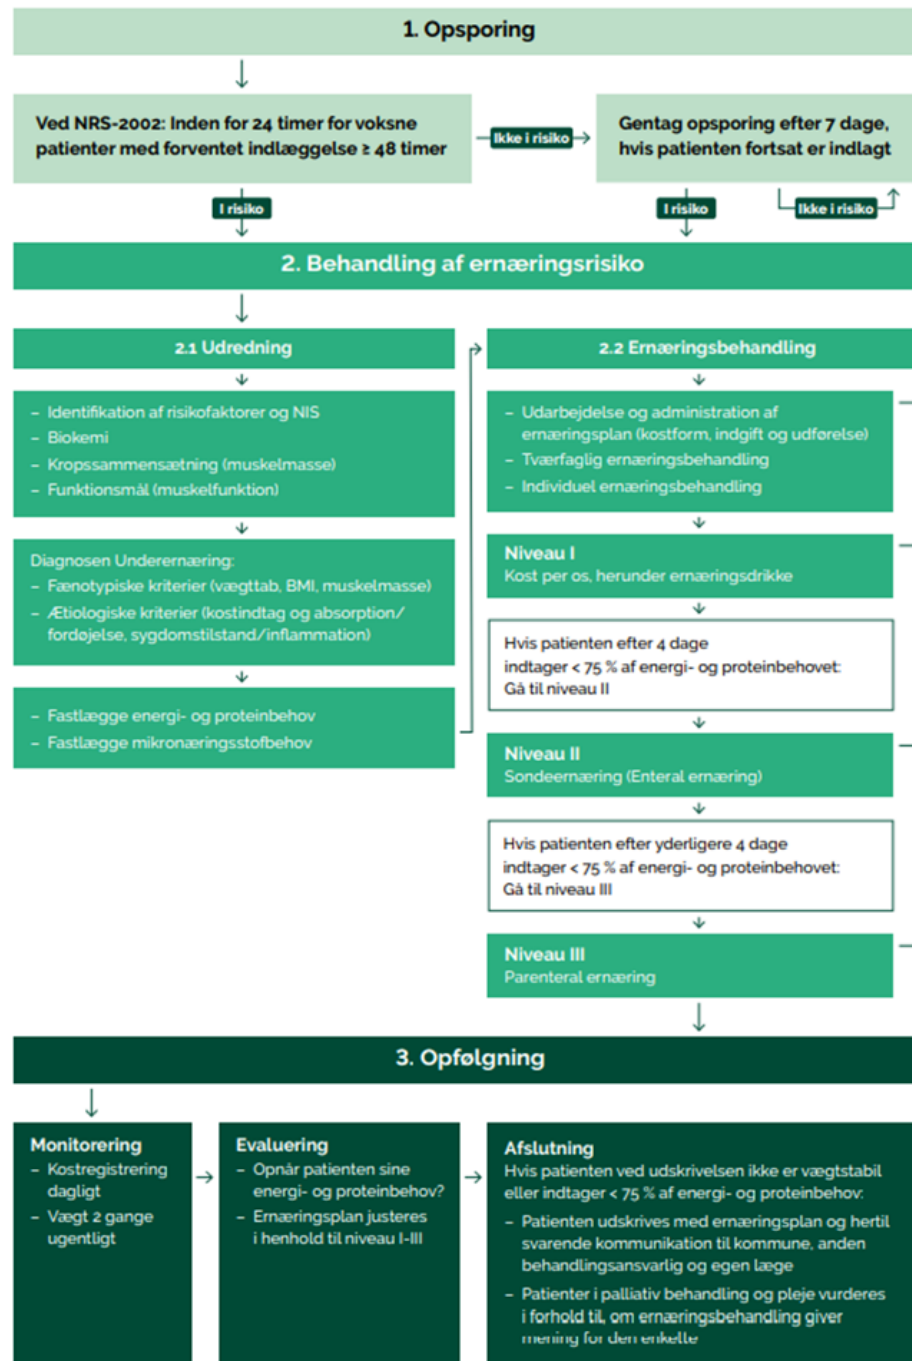 1. Opsporing
Ved NRS-2002: Inden for 24 timer for voksne
patienter med forventet indlæggelse ≥ 48 timer
Ikke i risiko
Gentag opsporing efter 7 dage,
hvis patienten fortsat er indlagt
I risiko
I risiko
Ikke i risiko
2. Behandling af ernæringsrisiko
2.1 Udredning
– Identifikation af risikofaktorer og NIS
– Biokemi
– Kropssammensætning (muskelmasse)
– Funktionsmål (muskelfunktion)
Diagnosen Underernæring:
– Fænotypiske kriterier (vægttab, BMI, muskelmasse)
– Ætiologiske kriterier (kostindtag og absorption/
fordøjelse, sygdomstilstand/inflammation)
– Fastlægge energi- og proteinbehov
– Fastlægge mikronæringsstofbehov
2.2 Ernæringsbehandling
– Udarbejdelse og administration af
ernæringsplan (kostform, indgift og udførelse)
– Tværfaglig ernæringsbehandling
– Individuel ernæringsbehandling
Niveau I
Kost per os, herunder ernæringsdrikke
Hvis patienten efter 4 dage
indtager < 75 % af energi- og proteinbehovet:
Gå til niveau II
Niveau II
Sondeernæring (Enteral ernæring)
Hvis patienten efter yderligere 4 dage
indtager < 75 % af energi- og proteinbehovet:
Gå til niveau III
Niveau III
Parenteral ernæring
3. Opfølgning
Monitorering
– Kostregistrering
dagligt
– Vægt 2 gange
ugentligt
Evaluering
– Opnår patienten sine
energi- og proteinbehov?
– Ernæringsplan justeres
i henhold til niveau I-III
Afslutning
Hvis patienten ved udskrivelsen ikke er vægtstabil
eller indtager < 75 % af energi- og proteinbehov:
– Patienten udskrives med ernæringsplan og hertil
svarende kommunikation til kommune, anden
behandlingsansvarlig og egen læge
– Patienter i palliativ behandling og pleje vurderes
i forhold til, om ernæringsbehandling giver
mening for den enkelte